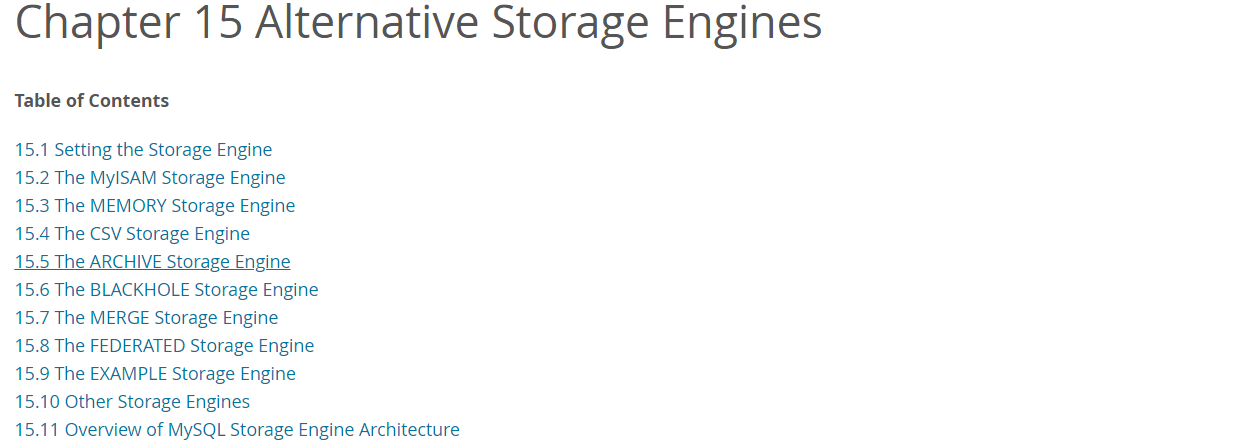 Chapter 15 Alternative Storage Engines
Table of Contents
15.1 Setting the Storage Engine
15.2 The MyISAM Storage Engine
15.3 The MEMORY Storage Engine
15.4 The CSV Storage Engine
15.5 The ARCHIVE Storage Engine
15.6 The BLACKHOLE Storage Engine
15.7 The MERGE Storage Engine
15.8 The FEDERATED Storage Engine
15.9 The EXAMPLE Storage Engine
15.10 Other Storage Engines
15.11 Overview of MySQL Storage Engine Architecture